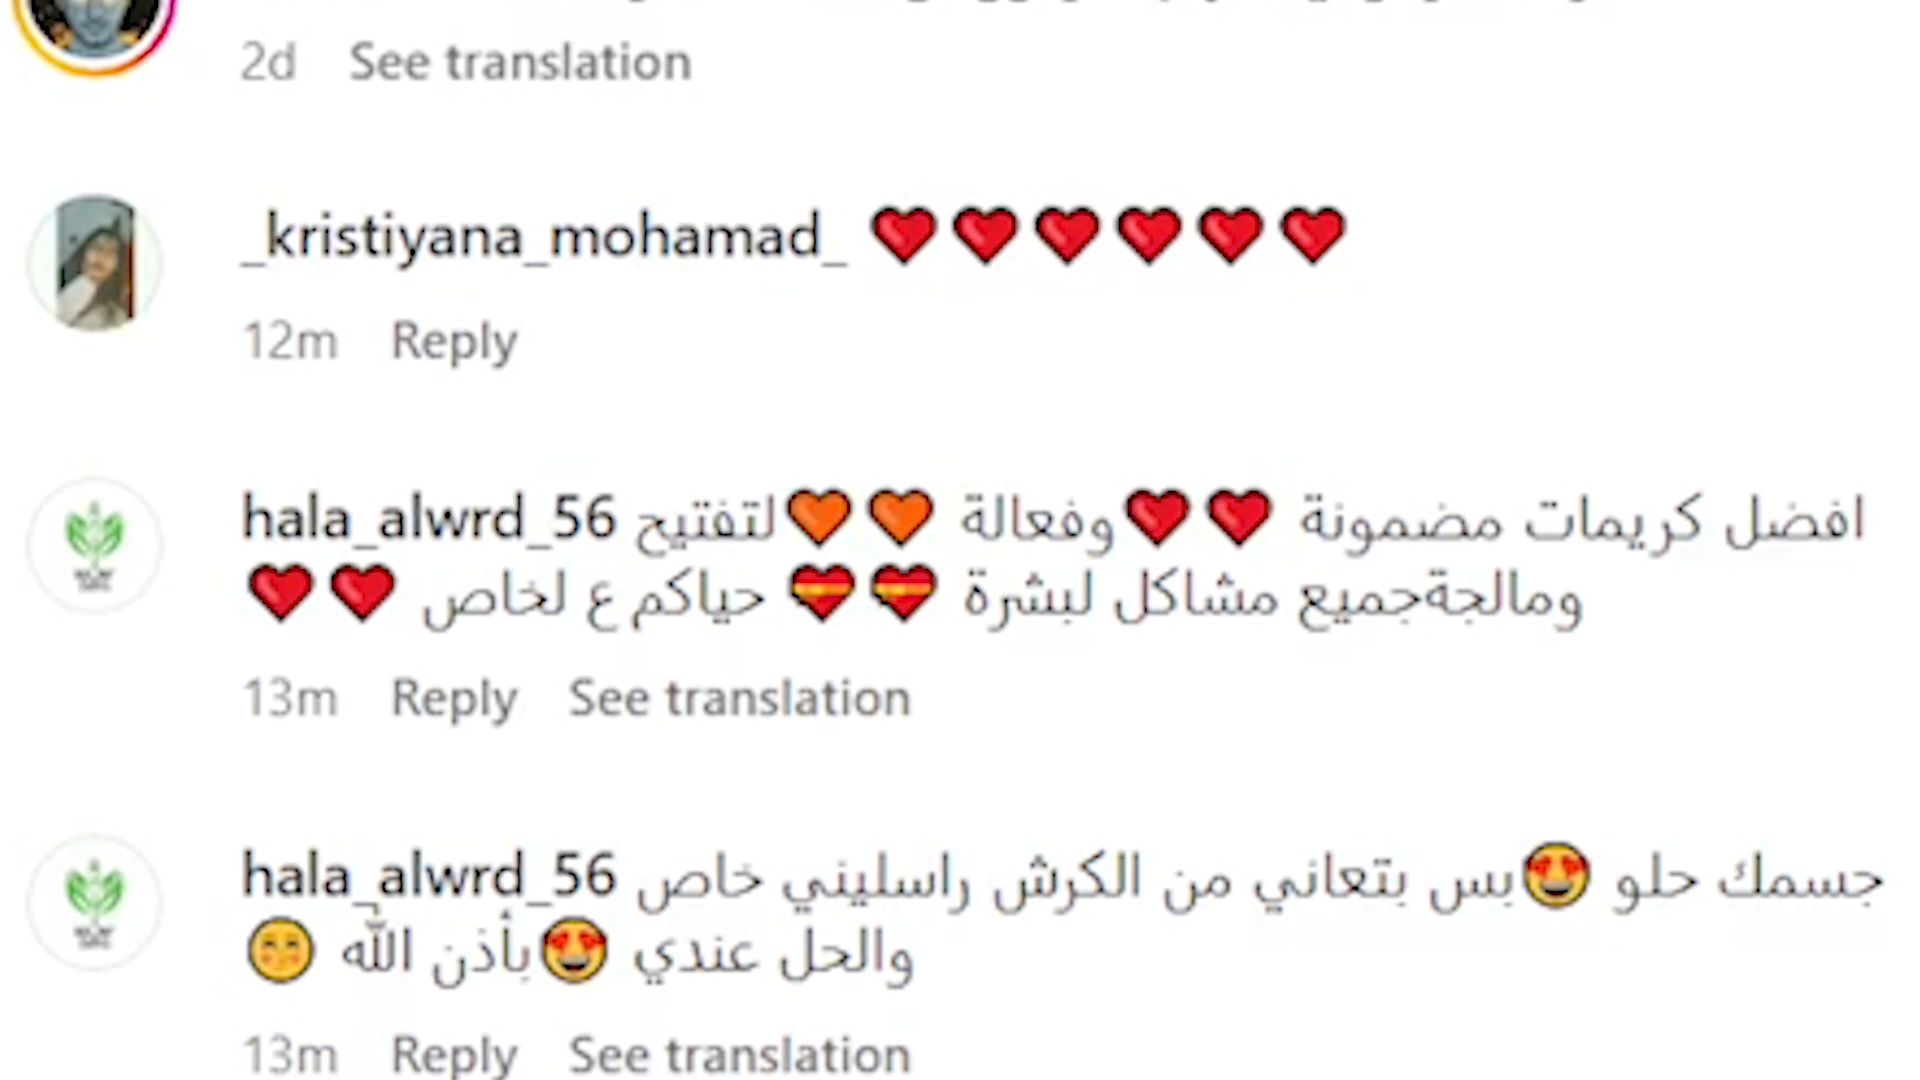 2d See translation
_kristiyana_mohamad_ ❤️❤️❤️❤️❤️❤️
12m Reply
hala_alwrd_56 افضل كريمات مضمونة ❤️❤️وفعالة 🧡🧡لتفتيح
ومالجةجميع مشاكل لبشرة 💝💝 حياكم ع لخاص ❤️❤️
13m Reply See translation
hala_alwrd_56 جسمك حلو 😍بس بتعاني من الكرش راسليني خاص
والحل عندي 😍بأذن الله 😁
13m Reply See translation